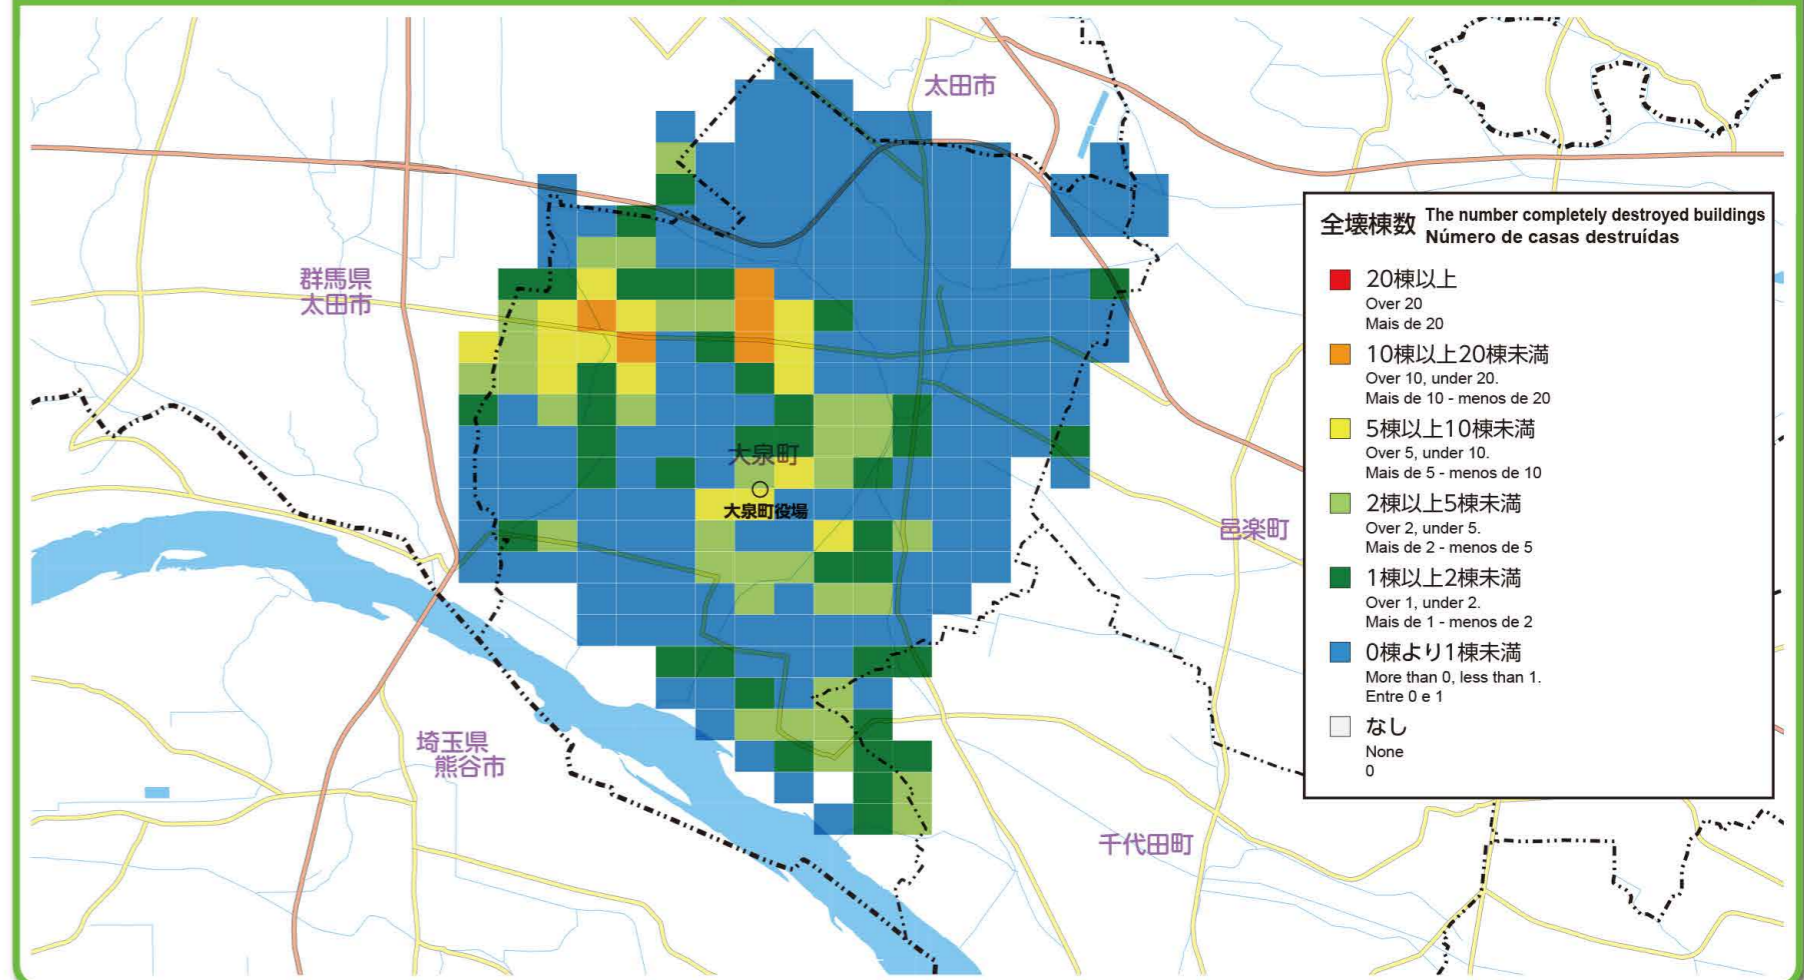 太田市
群馬県
太田市
大泉町
大泉町役場
邑楽町
埼玉県
熊谷市
千代田町
全壊棟数 The number completely destroyed buildings
Número de casas destruídas
20棟以上
Over 20
Mais de 20
10棟以上20棟未満
Over 10, under 20.
Mais de 10 - menos de 20
5棟以上10棟未満
Over 5, under 10.
Mais de 5 - menos de 10
2棟以上5棟未満
Over 2, under 5.
Mais de 2 - menos de 5
1棟以上2棟未満
Over 1, under 2.
Mais de 1 - menos de 2
0棟より1棟未満
More than 0, less than 1.
Entre 0 e 1
なし
None
0